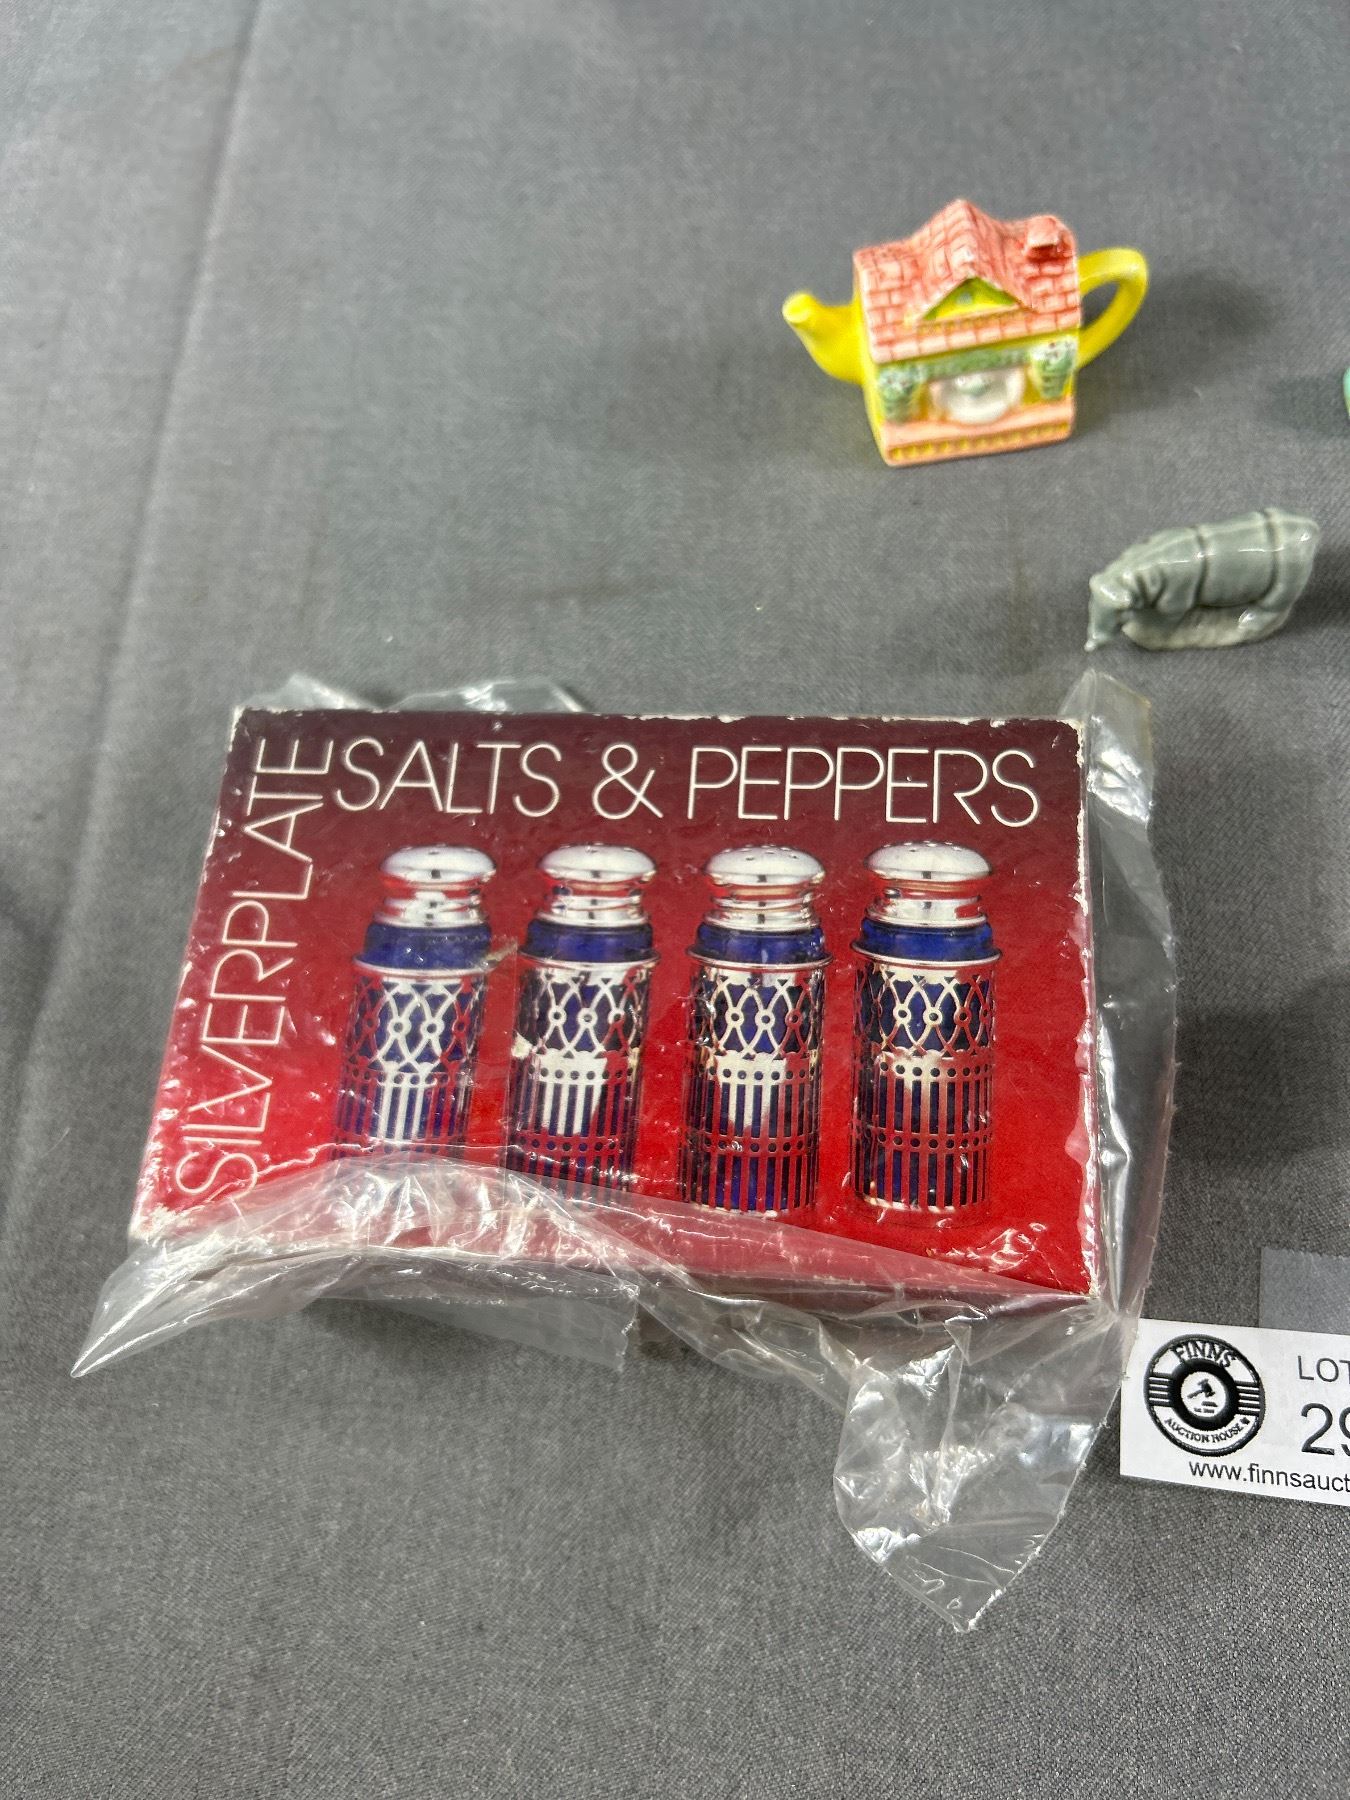 SILVERPLATE
SALTS & PEPPERS
FINNS
AUCTION HOUSE
LOT
29
www.finnsauct